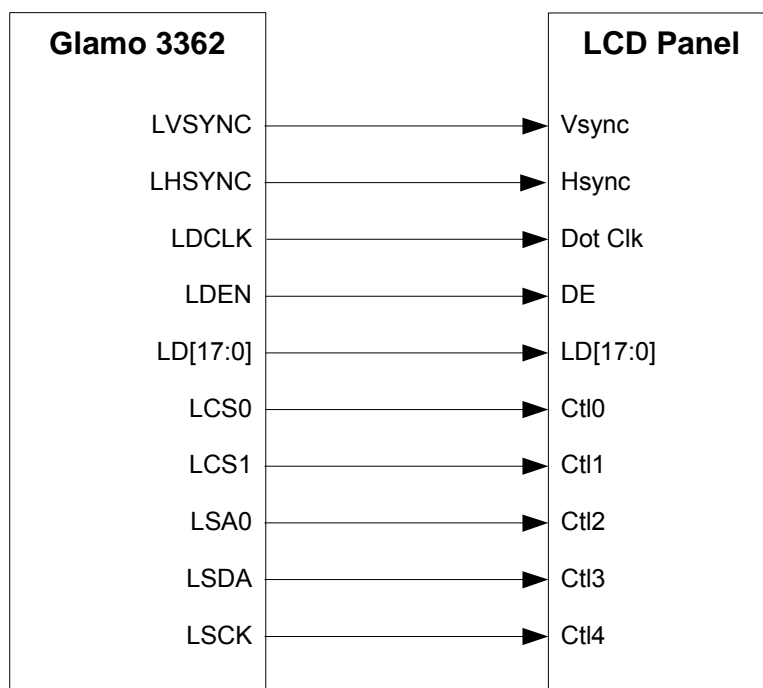 Glamo 3362 LCD Panel
LVSYNC Vsync
LHSYNC Hsync
LDCLK Dot Clk
LDEN DE
LD[17:0] LD[17:0]
LCS0 Ctl0
LCS1 Ctl1
LSA0 Ctl2
LSDA Ctl3
LSCK Ctl4